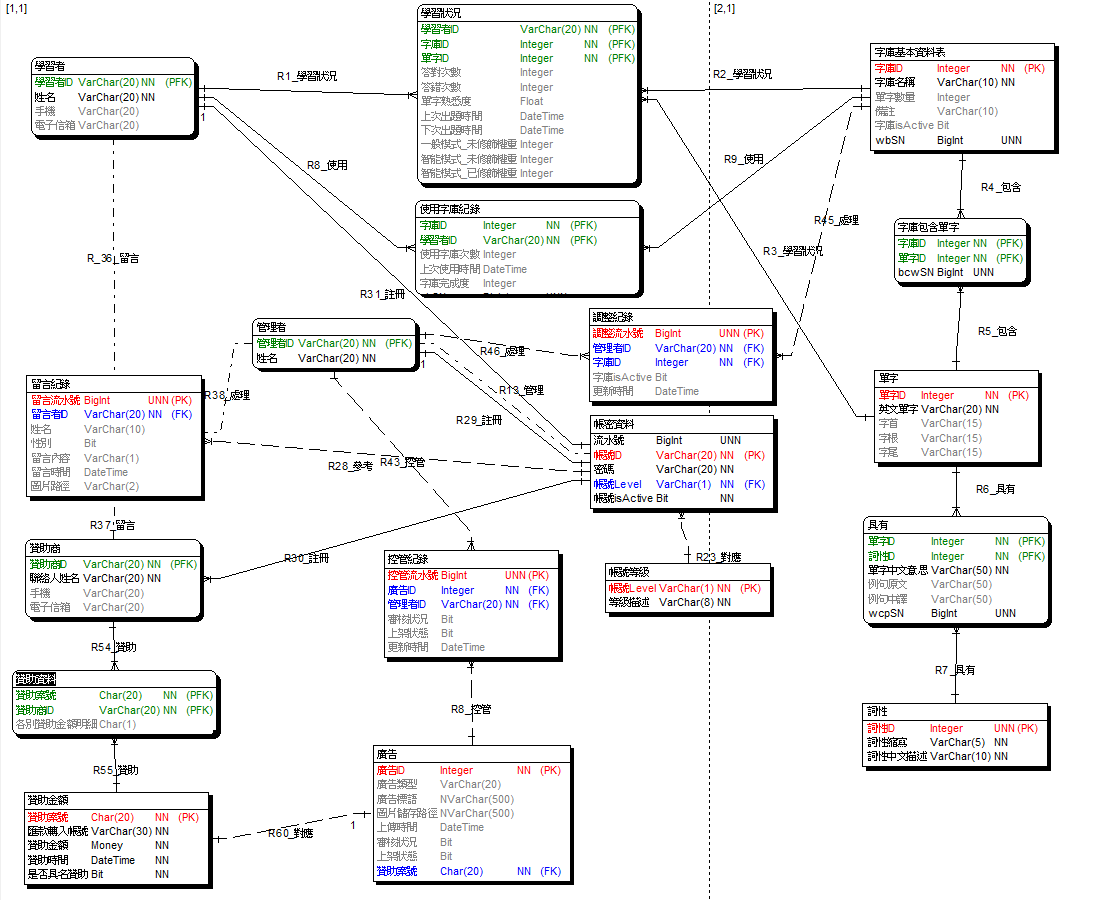 [1,1]
[2,1]
學習狀況
學習者ID VarChar(20) NN (PFK)
字庫ID Integer NN (PFK)
單字ID Integer NN (PFK)
答對次數 Integer
答錯次數 Integer
單字熟悉度 Float
上次出題時間 DateTime
下次出題時間 DateTime
一般模式_未修飾權重 Integer
智能模式_未修飾權重 Integer
智能模式_已修飾權重 Integer
學習者
學習者ID VarChar(20) NN (PFK)
姓名 VarChar(20) NN
手機 VarChar(20)
電子信箱 VarChar(20)
1
R1_學習狀況
R2_學習狀況
字庫基本資料表
字庫ID Integer NN (PK)
字庫名稱 VarChar(10) NN
單字數量 Integer
備註 VarChar(10)
字庫isActive Bit
wbSN BigInt UNN
R8_使用
R9_使用
R4_包含
使用字庫紀錄
字庫ID Integer NN (PFK)
學習者ID VarChar(20) NN (PFK)
使用字庫次數 Integer
上次使用時間 DateTime
字庫完成度 Integer
R45_處理
R3_學習狀況
字庫包含單字
字庫ID Integer NN (PFK)
單字ID Integer NN (PFK)
bcwSN BigInt UNN
R_36_留言
R31_註冊
R5_包含
管理者
管理者ID VarChar(20) NN (PFK)
姓名 VarChar(20) NN
1
R46_處理
調整紀錄
調整流水號 BigInt UNN (PK)
管理者ID VarChar(20) NN (FK)
字庫ID Integer NN (FK)
字庫isActive Bit
更新時間 DateTime
R38_處理
R13_管理
R29_註冊
單字
單字ID Integer NN (PK)
英文單字 VarChar(20) NN
字首 VarChar(15)
字根 VarChar(15)
字尾 VarChar(15)
留言紀錄
留言流水號 BigInt UNN (PK)
留言者ID VarChar(20) NN (FK)
姓名 VarChar(10)
性別 Bit
留言內容 VarChar(1)
留言時間 DateTime
圖片路徑 VarChar(2)
帳密資料
流水號 BigInt UNN
帳號ID VarChar(20) NN (PK)
密碼 VarChar(20) NN
帳號Level VarChar(1) NN (FK)
帳號isActive Bit NN
R28_參考
R43_控管
R6_具有
R37_留言
R30_註冊
R23_對應
贊助商
贊助商ID VarChar(20) NN (PFK)
聯絡人姓名 VarChar(20) NN
手機 VarChar(20)
電子信箱 VarChar(20)
控管紀錄
控管流水號 BigInt UNN (PK)
廣告ID Integer NN (FK)
管理者ID VarChar(20) NN (FK)
審核狀況 Bit
上架狀態 Bit
更新時間 DateTime
帳號等級
帳號Level VarChar(1) NN (PK)
等級描述 VarChar(8) NN
具有
單字ID Integer NN (PFK)
詞性ID Integer NN (PFK)
單字中文意思 VarChar(50) NN
例句原文 VarChar(50)
例句中譯 VarChar(50)
wcpSN BigInt UNN
R54_贊助
R7_具有
贊助資料
贊助案號 Char(20) NN (PFK)
贊助商ID VarChar(20) NN (PFK)
各別贊助金額明細 Char(1)
R8_控管
詞性
詞性ID Integer UNN (PK)
詞性縮寫 VarChar(5) NN
詞性中文描述 VarChar(10) NN
R55_贊助
贊助金額
贊助案號 Char(20) NN (PK)
匯款轉入帳號 VarChar(30) NN
贊助金額 Money NN
贊助時間 DateTime NN
是否具名贊助 Bit NN
R60_對應
1
廣告
廣告ID Integer NN (PK)
廣告類型 VarChar(20)
廣告標語 NVarChar(500)
圖片儲存路徑 NVarChar(500)
上傳時間 DateTime
審核狀況 Bit
上架狀態 Bit
贊助案號 Char(20) NN (FK)